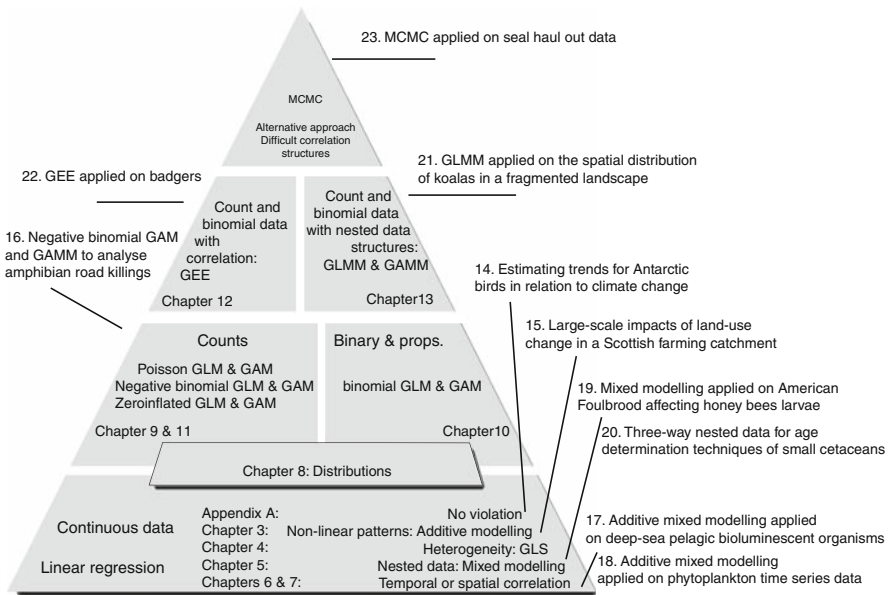 23. MCMC applied on seal haul out data
MCMC
Alternative approach
Difficult correlation
structures
22. GEE applied on badgers
21. GLMM applied on the spatial distribution
of koalas in a fragmented landscape
16. Negative binomial GAM
and GAMM to analyse
amphibian road killings
Count and
binomial data
with
correlation:
GEE
Chapter 12
Count and
binomial data
with nested data
structures:
GLMM & GAMM
Chapter13
14. Estimating trends for Antarctic
birds in relation to climate change
15. Large-scale impacts of land-use
change in a Scottish farming catchment
19. Mixed modelling applied on American
Foulbrood affecting honey bees larvae
20. Three-way nested data for age
determination techniques of small cetaceans
17. Additive mixed modelling applied
on deep-sea pelagic bioluminescent organisms
18. Additive mixed modelling
applied on phytoplankton time series data
Counts
Poisson GLM & GAM
Negative binomial GLM & GAM
Zeroinflated GLM & GAM
Chapter 9 & 11
Binary & props.
binomial GLM & GAM
Chapter10
Chapter 8: Distributions
Continuous data
Linear regression
Appendix A: No violation
Chapter 3: Non-linear patterns: Additive modelling
Chapter 4: Heterogeneity: GLS
Chapter 5: Nested data: Mixed modelling
Chapters 6 & 7: Temporal or spatial correlation